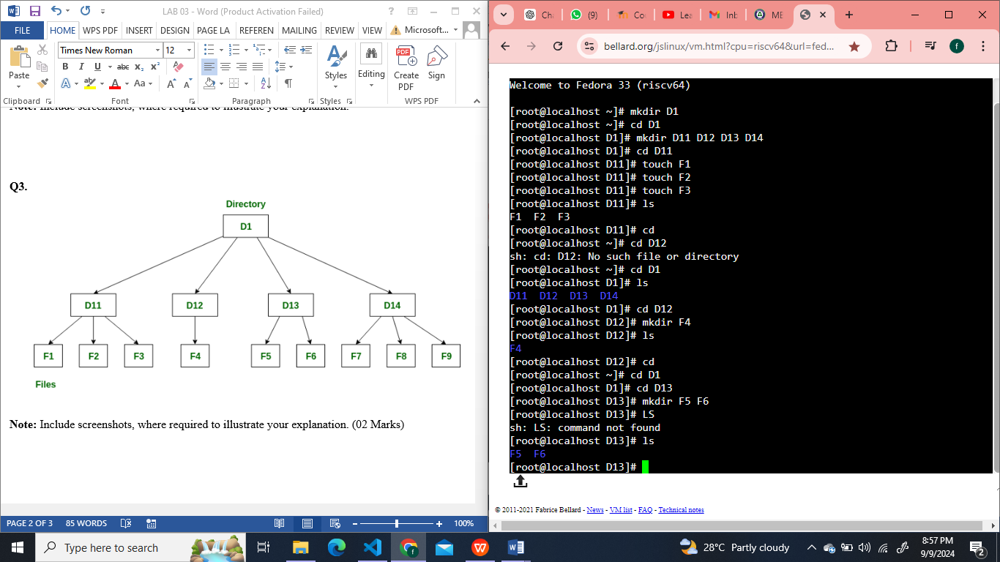 LAB 03 - Word (Product Activation Failed)
FILE HOME WPS PDF INSERT DESIGN PAGE LA REFEREN MAILING REVIEW VIEW Microsoft...
Times New Roman 12
Paste
B I U abc x₂ x²
A ab A Aa A A
Styles
Editing
Create PDF
Sign
Clipboard Font Paragraph Styles WPS PDF
Note: Include screenshots, where required to illustrate your explanation.
Q3.
Directory
D1
D11 D12 D13 D14
F1 F2 F3 F4 F5 F6 F7 F8 F9
Files
Note: Include screenshots, where required to illustrate your explanation. (02 Marks)
PAGE 2 OF 3 85 WORDS 100%
Ch (9) Co Lea Inb ME
bellard.org/jslinux/vm.html?cpu=riscv64&url=fed...
f
Welcome to Fedora 33 (riscv64)
[root@localhost ~]# mkdir D1
[root@localhost ~]# cd D1
[root@localhost D1]# mkdir D11 D12 D13 D14
[root@localhost D1]# cd D11
[root@localhost D11]# touch F1
[root@localhost D11]# touch F2
[root@localhost D11]# touch F3
[root@localhost D11]# ls
F1  F2  F3
[root@localhost D11]# cd
[root@localhost ~]# cd D12
sh: cd: D12: No such file or directory
[root@localhost ~]# cd D1
[root@localhost D1]# ls
D11  D12  D13  D14
[root@localhost D1]# cd D12
[root@localhost D12]# mkdir F4
[root@localhost D12]# ls
F4
[root@localhost D12]# cd
[root@localhost ~]# cd D1
[root@localhost D1]# cd D13
[root@localhost D13]# mkdir F5 F6
[root@localhost D13]# LS
sh: LS: command not found
[root@localhost D13]# ls
F5  F6
[root@localhost D13]#
© 2011-2021 Fabrice Bellard - News - VM list - FAQ - Technical notes
Type here to search
28°C Partly cloudy
8:57 PM
9/9/2024
2